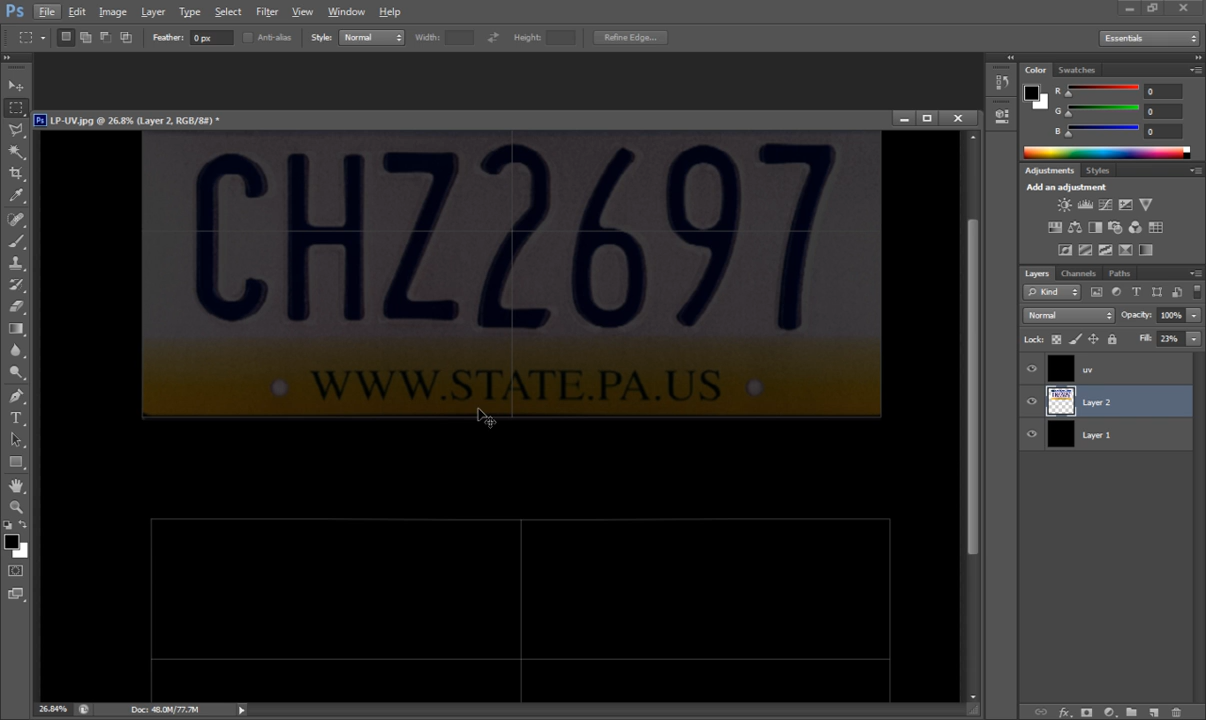 Ps File Edit Image Layer Type Select Filter View Window Help
Feather: 0 px Anti-alias Style: Normal Width: Height: Refine Edge... Essentials
LP-UV.jpg @ 26.8% (Layer 2, RGB/8#) *
CHZ2697
WWW.STATE.PA.US
26.84% Doc: 48.0M/77.7M
Color Swatches
R 0
G 0
B 0
Adjustments Styles
Add an adjustment
Layers Channels Paths
Kind
Normal Opacity: 100%
Lock: Fill: 23%
uv
Layer 2
Layer 1